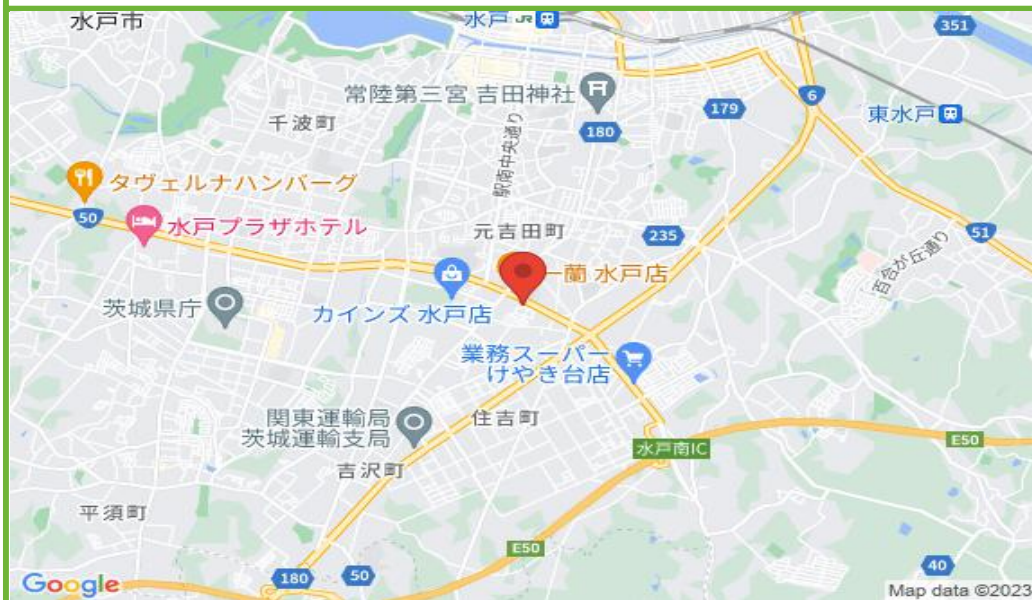 水戸市
水戸 JR
351
常陸第三宮 吉田神社
179
6
東水戸
千波町
180
駅南中央通り
タヴェルナハンバーグ
50
水戸プラザホテル
元吉田町
235
51
百合が丘通り
一蘭 水戸店
茨城県庁
カインズ 水戸店
業務スーパー
けやき台店
関東運輸局
茨城運輸支局
住吉町
水戸南IC
E50
吉沢町
平須町
E50
180
50
40
Google
Map data ©2023